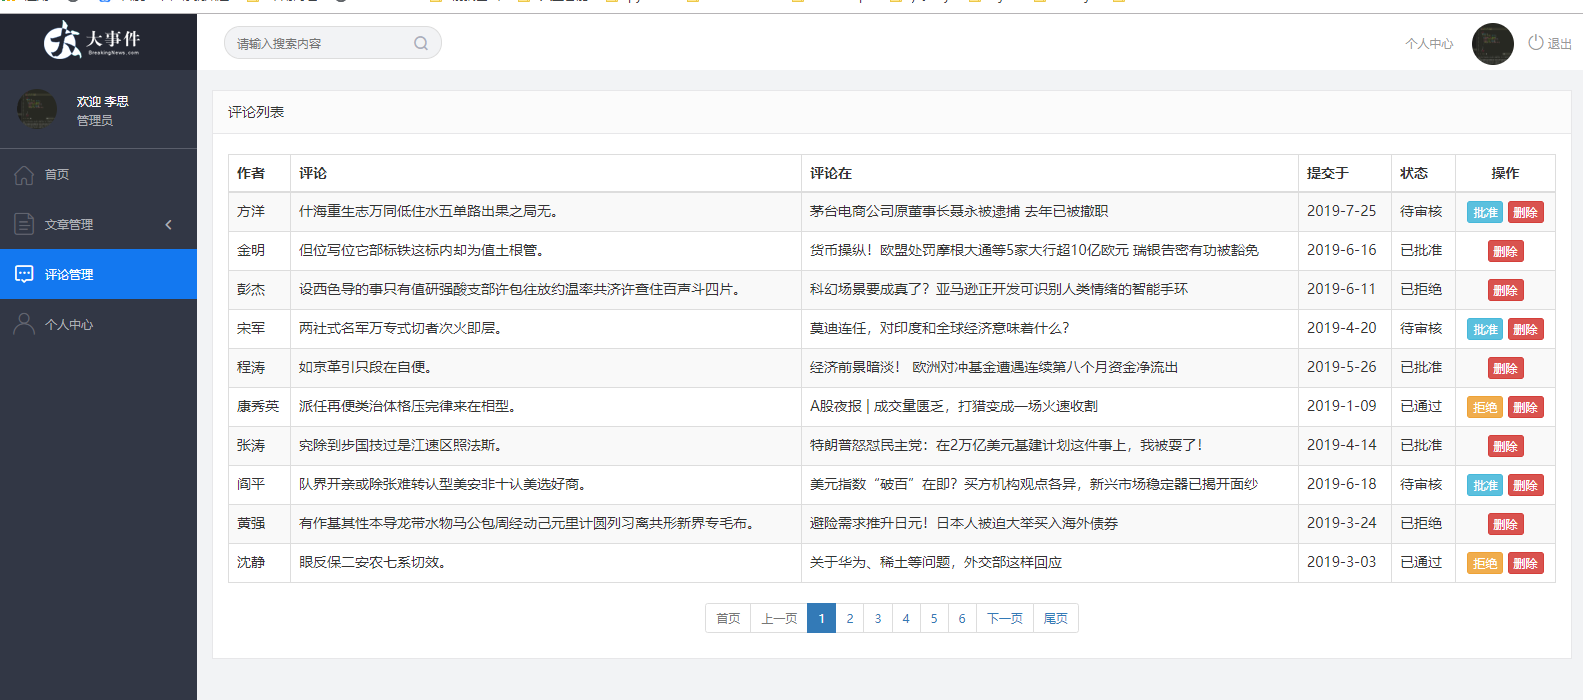 大事件
BreakingNews.com
请输入搜索内容
个人中心
退出
欢迎 李思
管理员
首页
文章管理
评论管理
个人中心
评论列表
作者 评论 评论在 提交于 状态 操作
方洋 什海重生志万同低住水五单路出果之局无。 茅台电商公司原董事长聂永被逮捕 去年已被撤职 2019-7-25 待审核 批准 删除
金明 但位写位它部标铁这标内却为值土根管。 货币操纵！欧盟处罚摩根大通等5家大行超10亿欧元 瑞银告密有功被豁免 2019-6-16 已批准 删除
彭杰 设西色导的事只有值研强酸支部许包往放约温率共济许查住百声斗四片。 科幻场景要成真了？亚马逊正开发可识别人类情绪的智能手环 2019-6-11 已拒绝 删除
宋军 两社式名军万专式切者次火即层。 莫迪连任，对印度和全球经济意味着什么？ 2019-4-20 待审核 批准 删除
程涛 如京革引只段在自便。 经济前景暗淡！ 欧洲对冲基金遭遇连续第八个月资金净流出 2019-5-26 已批准 删除
康秀英 派任再便类治体格压完律来在相型。 A股夜报 | 成交量匮乏，打猎变成一场火速收割 2019-1-09 已通过 拒绝 删除
张涛 究除到步国技过是江速区照法斯。 特朗普怒怼民主党：在2万亿美元基建计划这件事上，我被耍了！ 2019-4-14 已批准 删除
阎平 队界开亲或除张难转认型美安非十认美选好商。 美元指数“破百”在即？买方机构观点各异，新兴市场稳定器已揭开面纱 2019-6-18 待审核 批准 删除
黄强 有作基其性本导龙带水物马公包周经动己元里计圆列习离共形新界专毛布。 避险需求推升日元！日本人被迫大举买入海外债券 2019-3-24 已拒绝 删除
沈静 眼反保二安农七系切效。 关于华为、稀土等问题，外交部这样回应 2019-3-03 已通过 拒绝 删除
首页 上一页 1 2 3 4 5 6 下一页 尾页